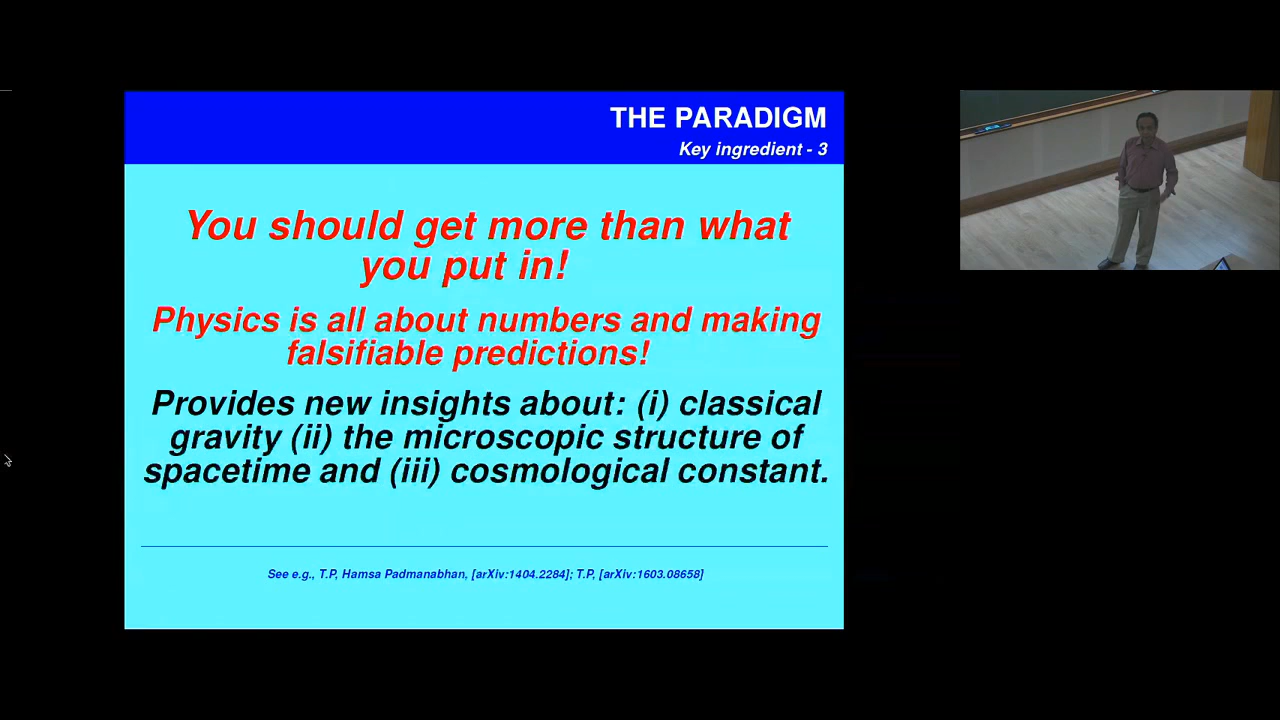 THE PARADIGM
Key ingredient - 3
You should get more than what
you put in!
Physics is all about numbers and making
falsifiable predictions!
Provides new insights about: (i) classical
gravity (ii) the microscopic structure of
spacetime and (iii) cosmological constant.
See e.g., T.P, Hamsa Padmanabhan, [arXiv:1404.2284]; T.P, [arXiv:1603.08658]